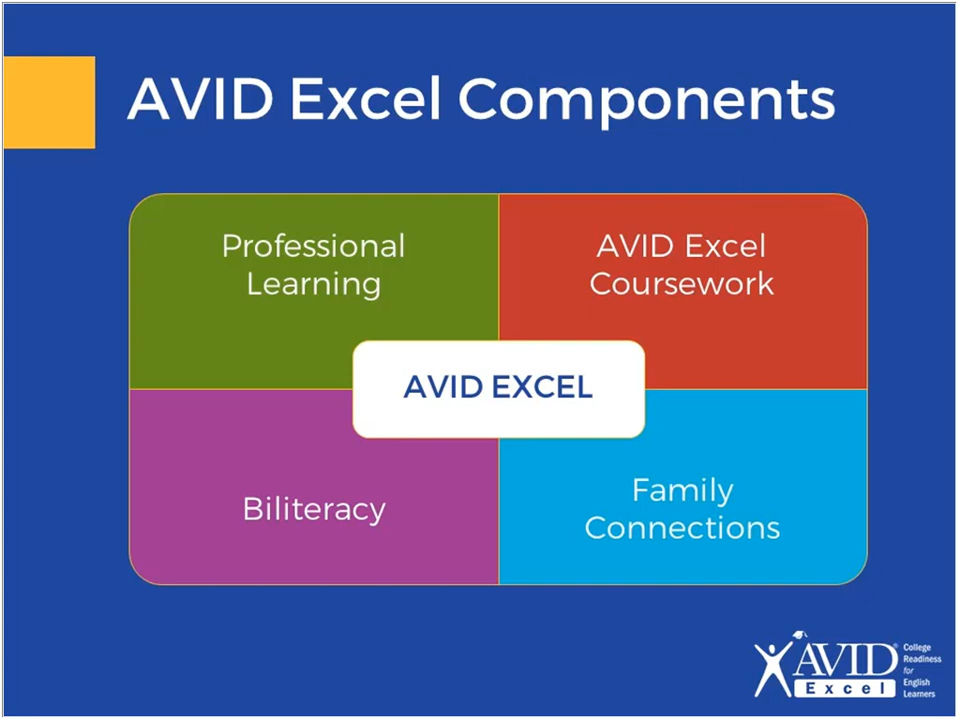 AVID Excel Components
Professional
Learning
AVID Excel
Coursework
AVID EXCEL
Biliteracy
Family
Connections
AVID®
Excel
College
Readiness
for
English
Learners